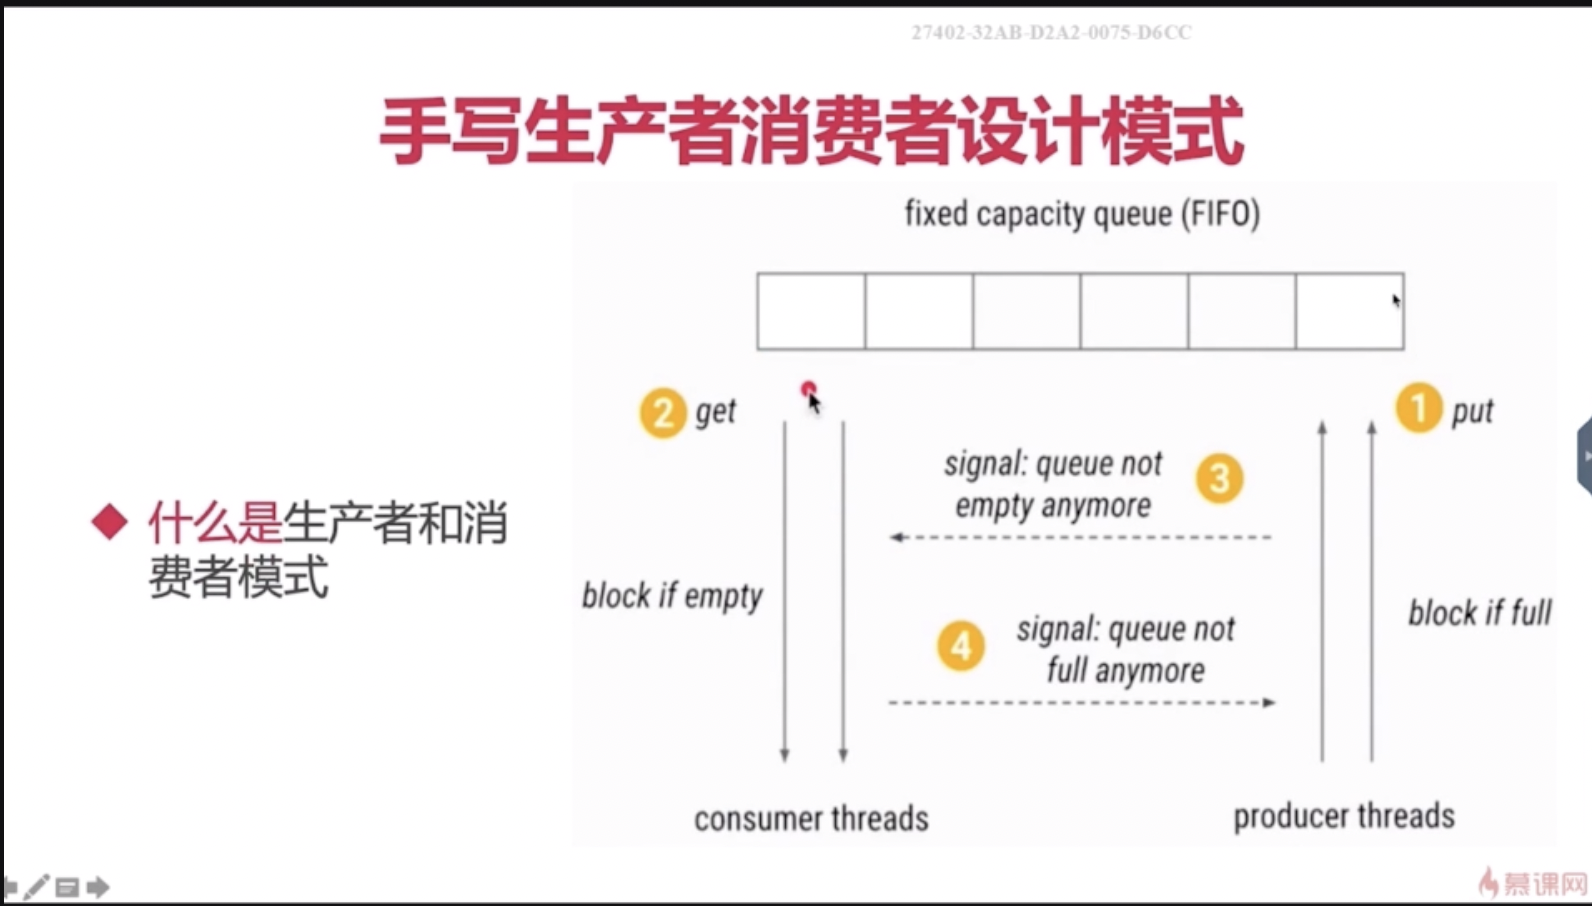 27402-32AB-D2A2-0075-D6CC
手写生产者消费者设计模式
fixed capacity queue (FIFO)
2 get
1 put
signal: queue not
empty anymore
3
什么是生产者和消
费者模式
block if empty
block if full
4
signal: queue not
full anymore
consumer threads
producer threads
慕课网